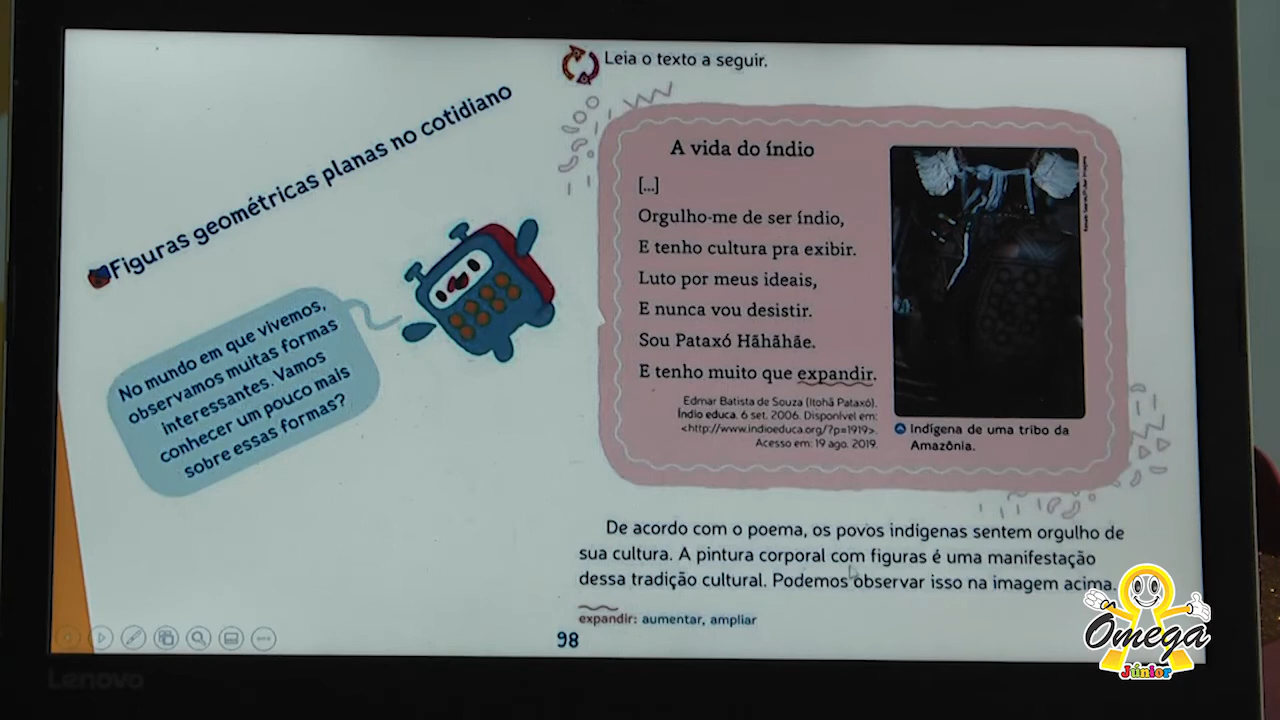 Figuras geométricas planas no cotidiano
No mundo em que vivemos,
observamos muitas formas
interessantes. Vamos
conhecer um pouco mais
sobre essas formas?
Leia o texto a seguir.
A vida do índio
[...]
Orgulho-me de ser índio,
E tenho cultura pra exibir.
Luto por meus ideais,
E nunca vou desistir.
Sou Pataxó Hãhãhãe.
E tenho muito que expandir.
Edmar Batista de Souza (Itohã Pataxó).
Índio educa. 6 set. 2006. Disponível em:
<http://www.indioeduca.org/?p=1919>.
Acesso em: 19 ago. 2019.
Indígena de uma tribo da
Amazônia.
De acordo com o poema, os povos indígenas sentem orgulho de
sua cultura. A pintura corporal com figuras é uma manifestação
dessa tradição cultural. Podemos observar isso na imagem acima.
expandir: aumentar, ampliar
98
Ômega
Júnior
Lenovo